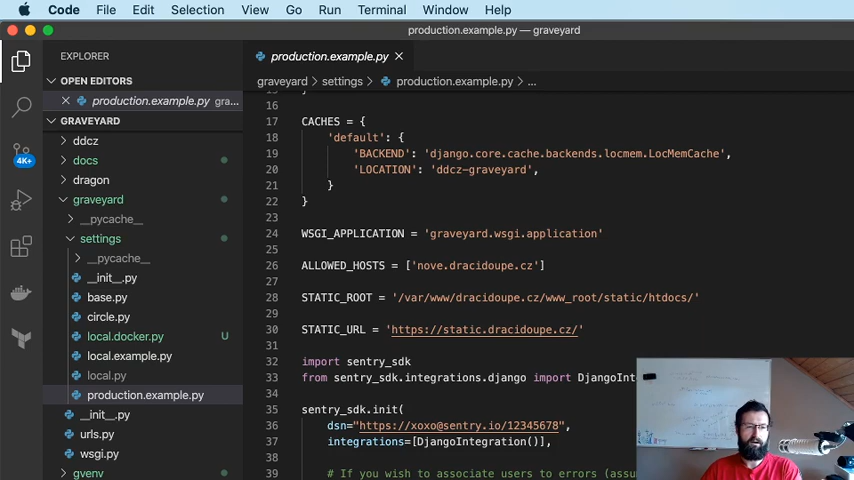 Code File Edit Selection View Go Run Terminal Window Help
production.example.py — graveyard
EXPLORER
OPEN EDITORS
production.example.py gra...
GRAVEYARD
ddcz
docs
dragon
graveyard
__pycache__
settings
__pycache__
__init__.py
base.py
circle.py
local.docker.py U
local.example.py
local.py
production.example.py
__init__.py
urls.py
wsgi.py
gvenv
4K+
production.example.py
graveyard > settings > production.example.py > ...
16
17 CACHES = {
18 'default': {
19 'BACKEND': 'django.core.cache.backends.locmem.LocMemCache',
20 'LOCATION': 'ddcz-graveyard',
21 }
22 }
23
24 WSGI_APPLICATION = 'graveyard.wsgi.application'
25
26 ALLOWED_HOSTS = ['nove.dracidoupe.cz']
27
28 STATIC_ROOT = '/var/www/dracidoupe.cz/www_root/static/htdocs/'
29
30 STATIC_URL = 'https://static.dracidoupe.cz/'
31
32 import sentry_sdk
33 from sentry_sdk.integrations.django import DjangoInte
34
35 sentry_sdk.init(
36 dsn="https://xoxo@sentry.io/12345678",
37 integrations=[DjangoIntegration()],
38
39 # If you wish to associate users to errors (assu